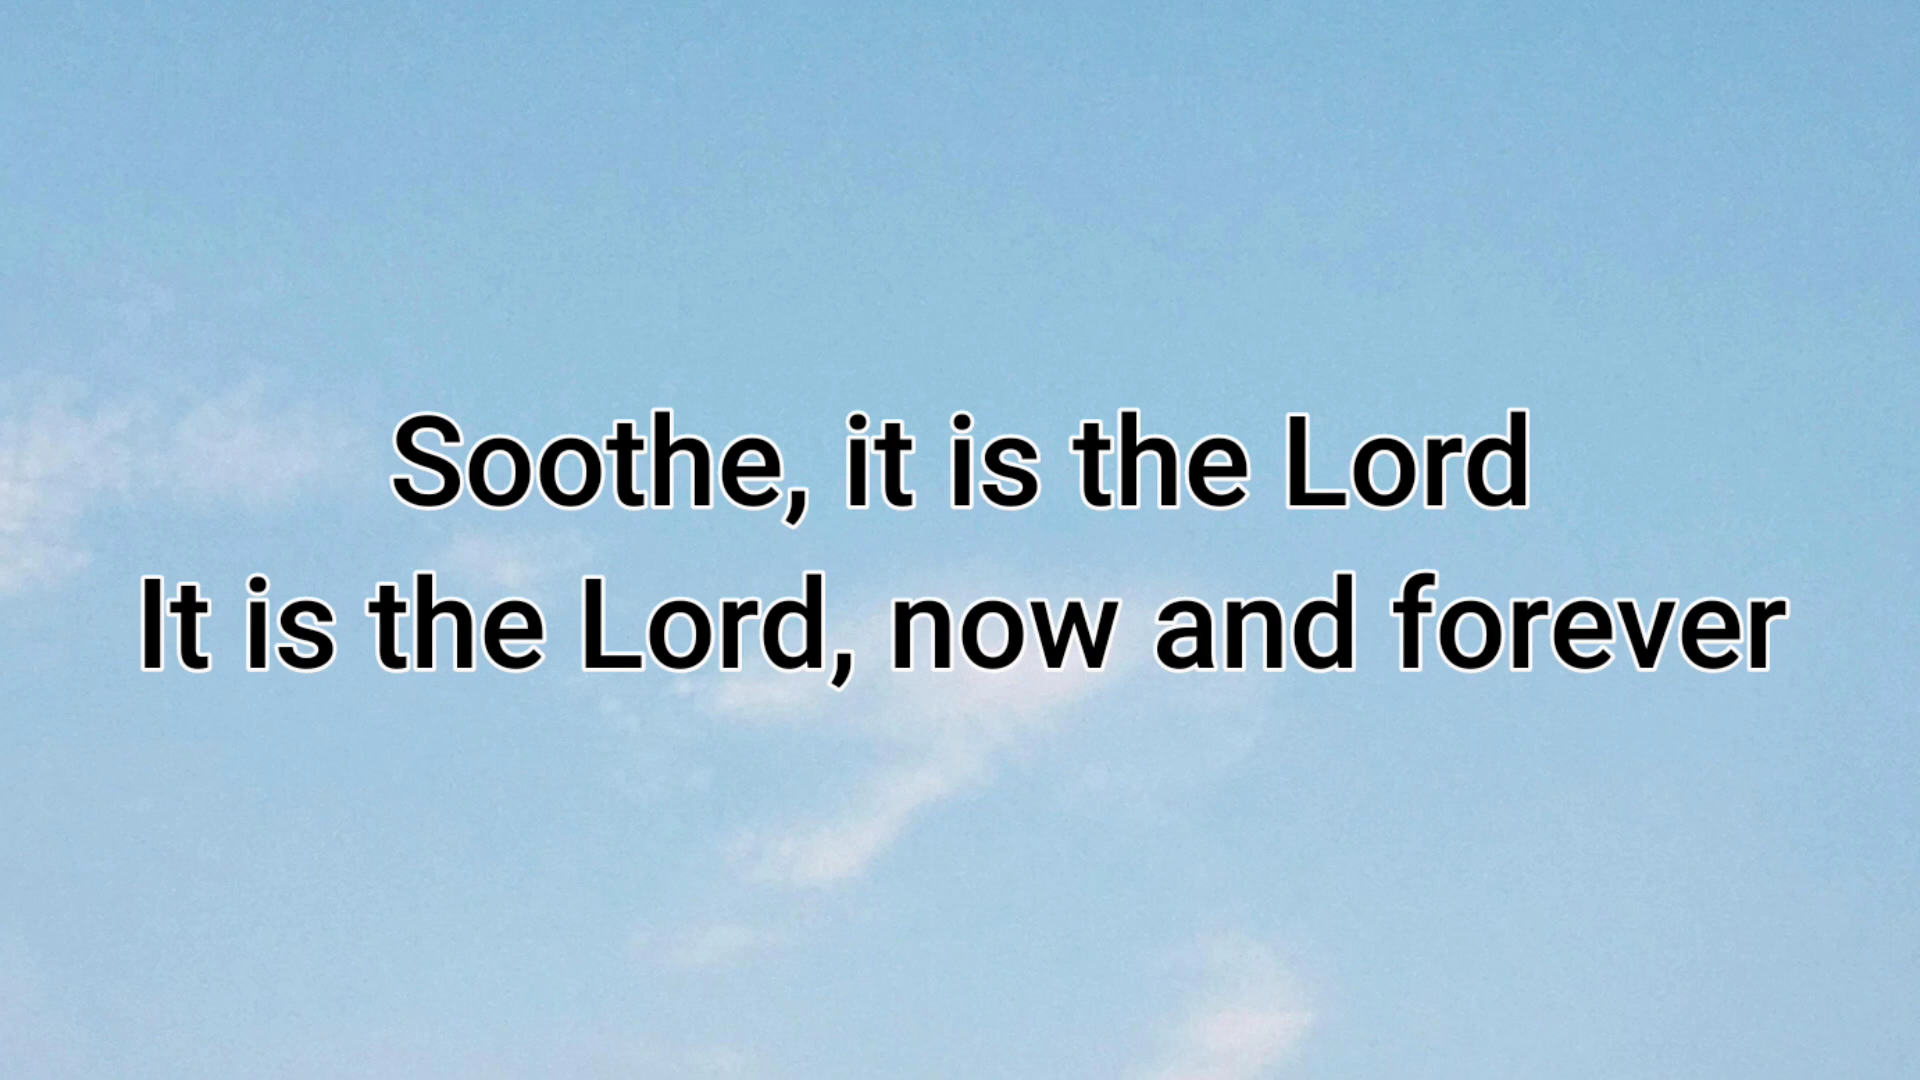 Soothe, it is the Lord
It is the Lord, now and forever